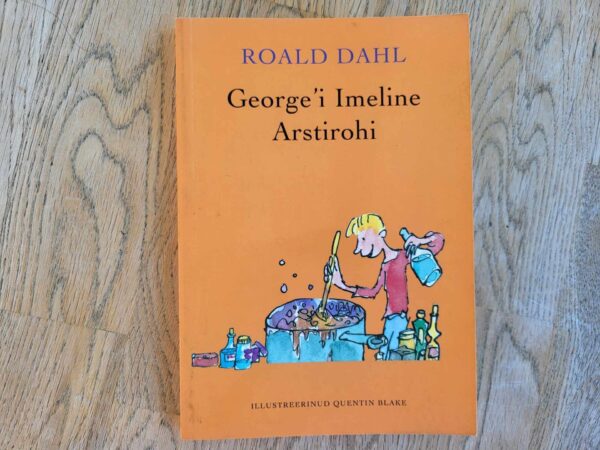 ROALD DAHL
George'i Imeline
Arstirohi
ILLUSTREERINUD QUENTIN BLAKE